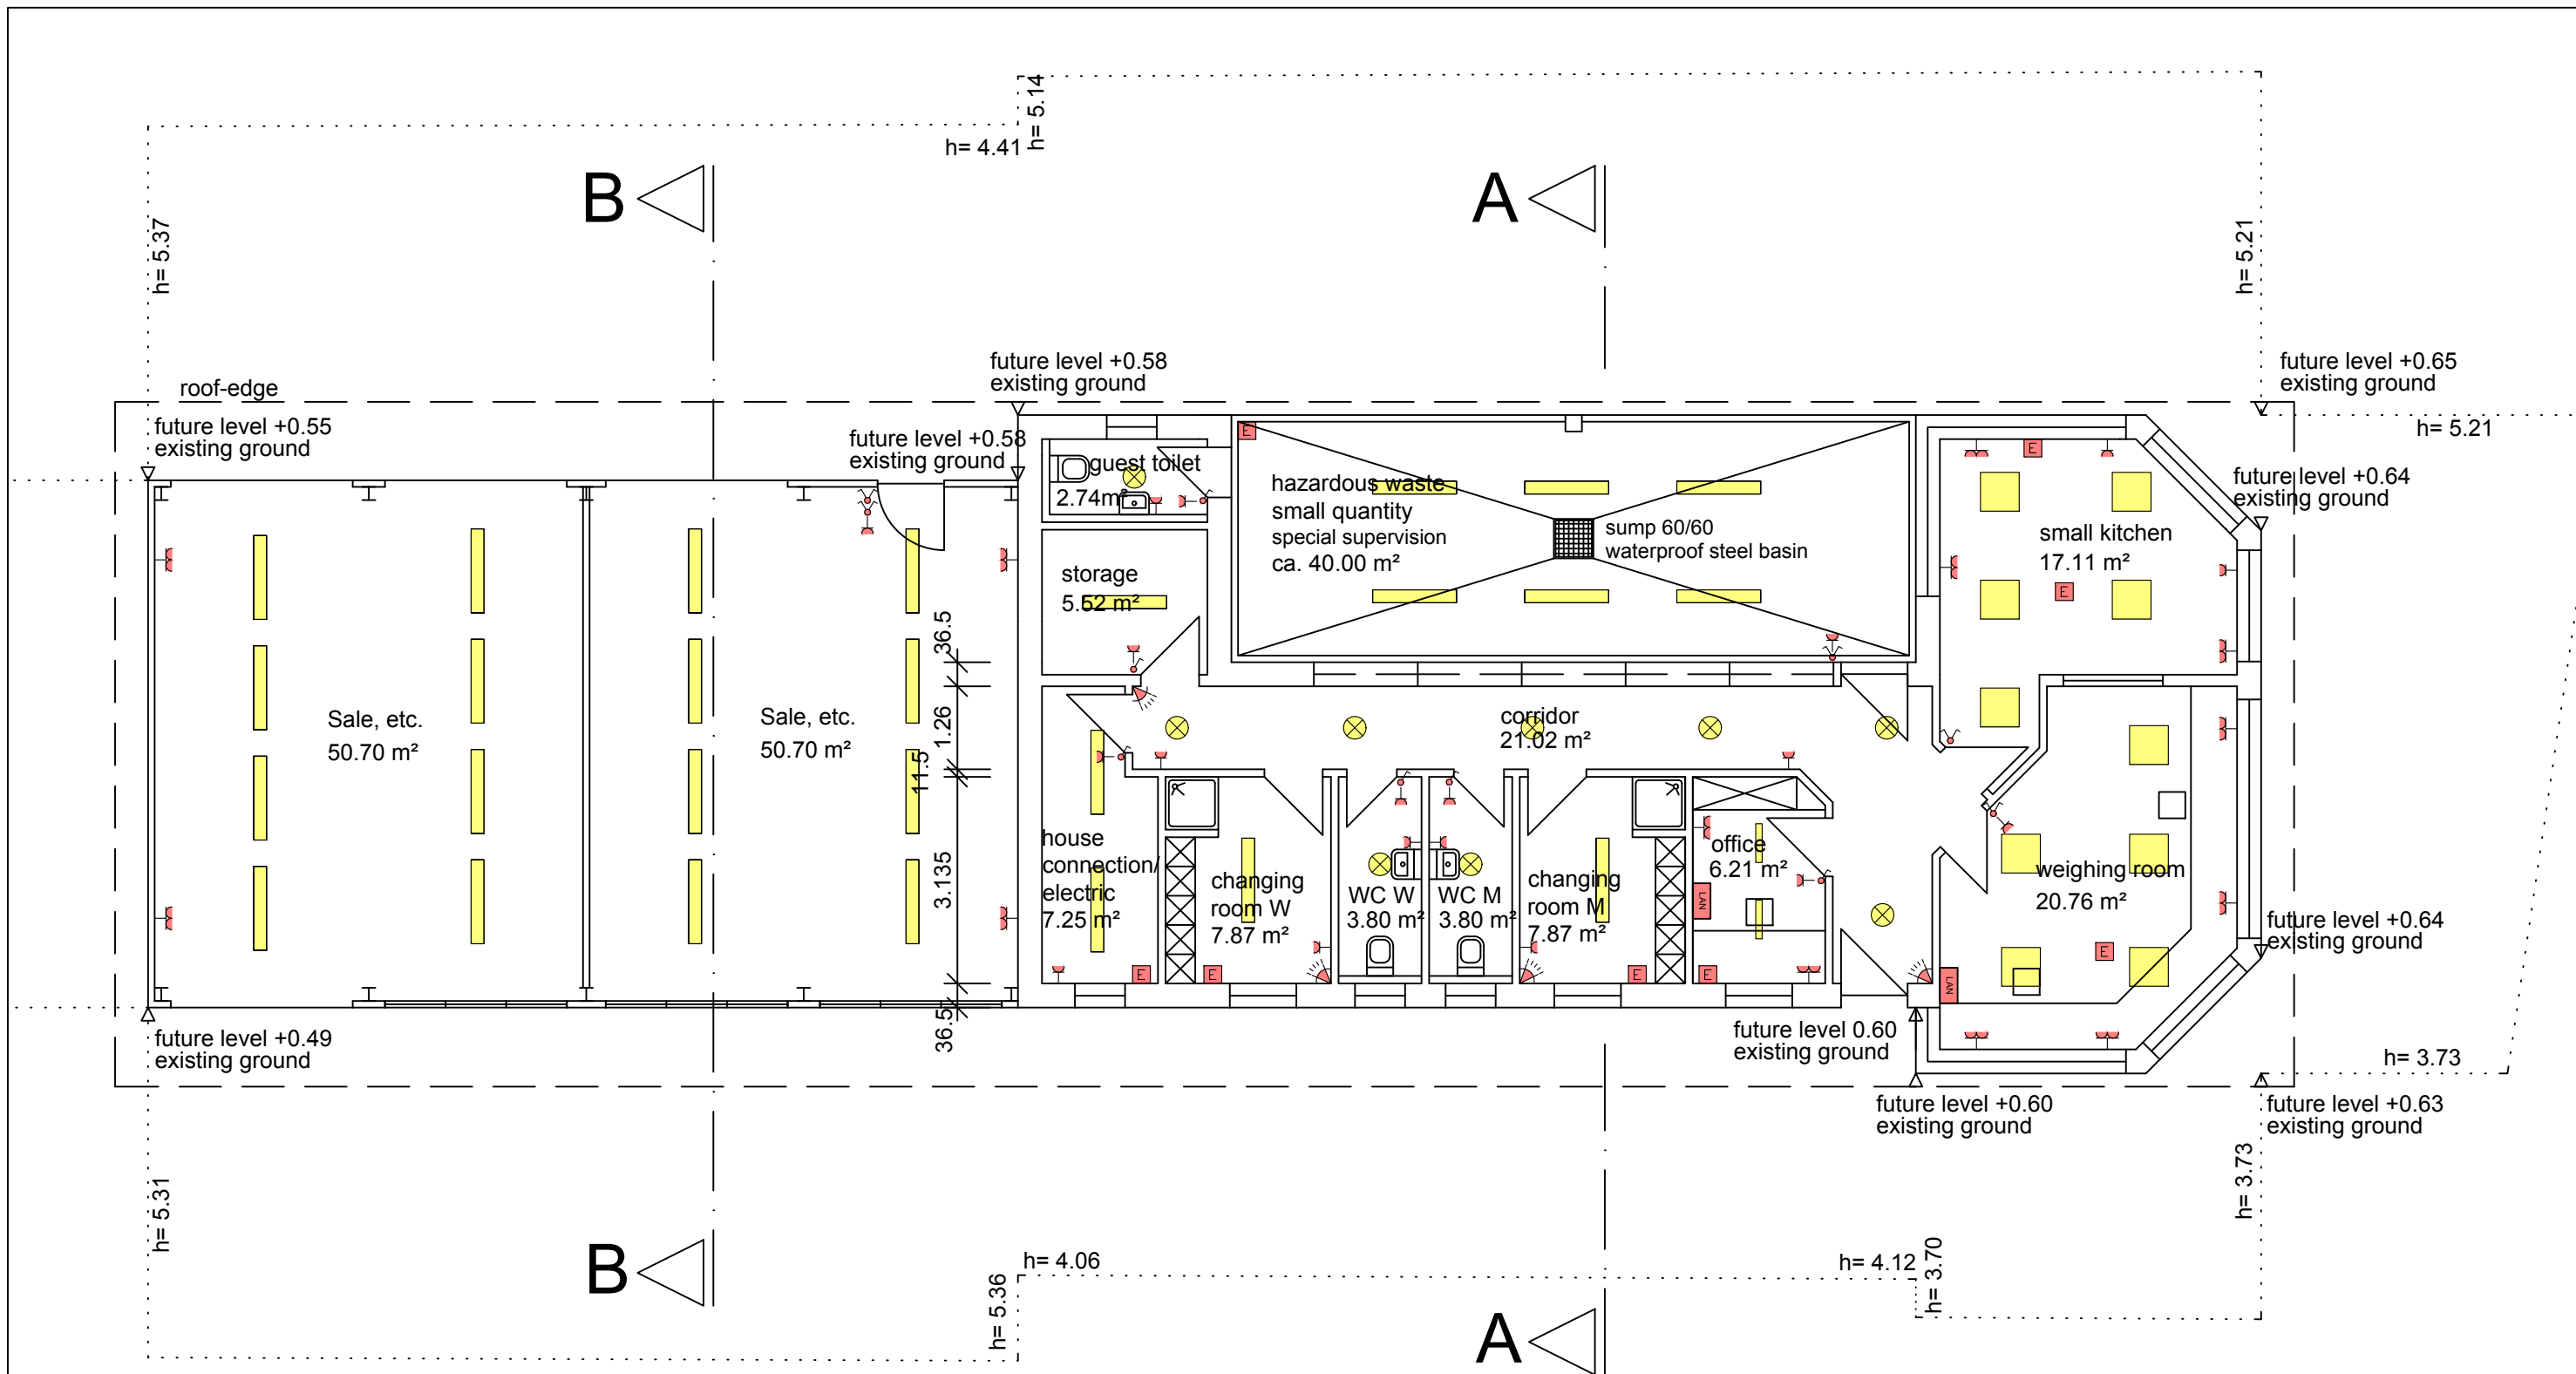 h= 5.14
h= 4.41
B
A
h= 5.37
h= 5.21
future level +0.58
existing ground
future level +0.65
existing ground
roof-edge
future level +0.55
existing ground
future level +0.58
existing ground
h= 5.21
E
E
guest toilet
2.74m²
hazardous waste
small quantity
special supervision
ca. 40.00 m²
sump 60/60
waterproof steel basin
future level +0.64
existing ground
small kitchen
17.11 m²
E
storage
5.52 m²
36.5
1.26
11.5
3.135
36.5
Sale, etc.
50.70 m²
Sale, etc.
50.70 m²
corridor
21.02 m²
house
connection/
electric
7.25 m²
changing
room W
7.87 m²
WC W
3.80 m²
WC M
3.80 m²
changing
room M
7.87 m²
office
6.21 m²
LAN
weighing room
20.76 m²
E
E
E
E
E
LAN
future level +0.64
existing ground
future level +0.49
existing ground
future level 0.60
existing ground
h= 3.73
future level +0.60
existing ground
future level +0.63
existing ground
h= 5.31
h= 3.73
B
h= 4.06
h= 5.36
h= 4.12
h= 3.70
A